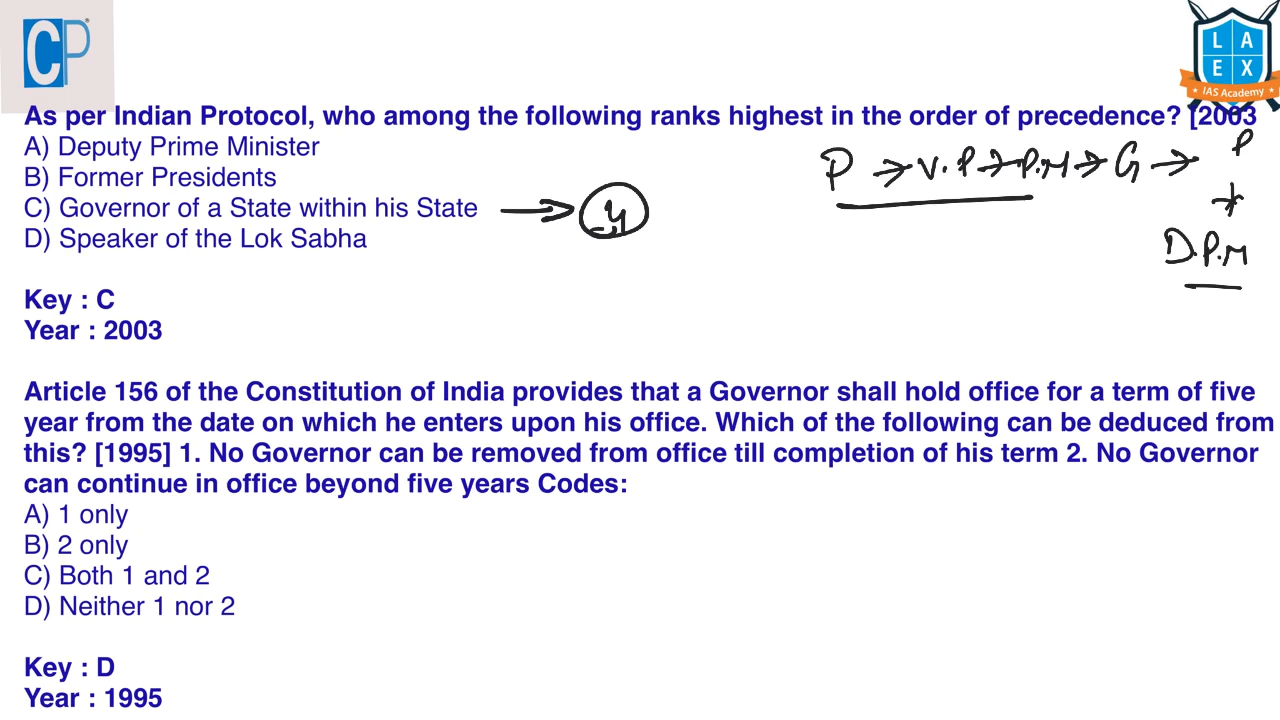 CP
L A
E X
IAS Academy
As per Indian Protocol, who among the following ranks highest in the order of precedence? [2003
A) Deputy Prime Minister
B) Former Presidents
C) Governor of a State within his State → 4
D) Speaker of the Lok Sabha
P → V.P → P.M → G → P
D.P.M
Key : C
Year : 2003
Article 156 of the Constitution of India provides that a Governor shall hold office for a term of five
year from the date on which he enters upon his office. Which of the following can be deduced from
this? [1995] 1. No Governor can be removed from office till completion of his term 2. No Governor
can continue in office beyond five years Codes:
A) 1 only
B) 2 only
C) Both 1 and 2
D) Neither 1 nor 2
Key : D
Year : 1995